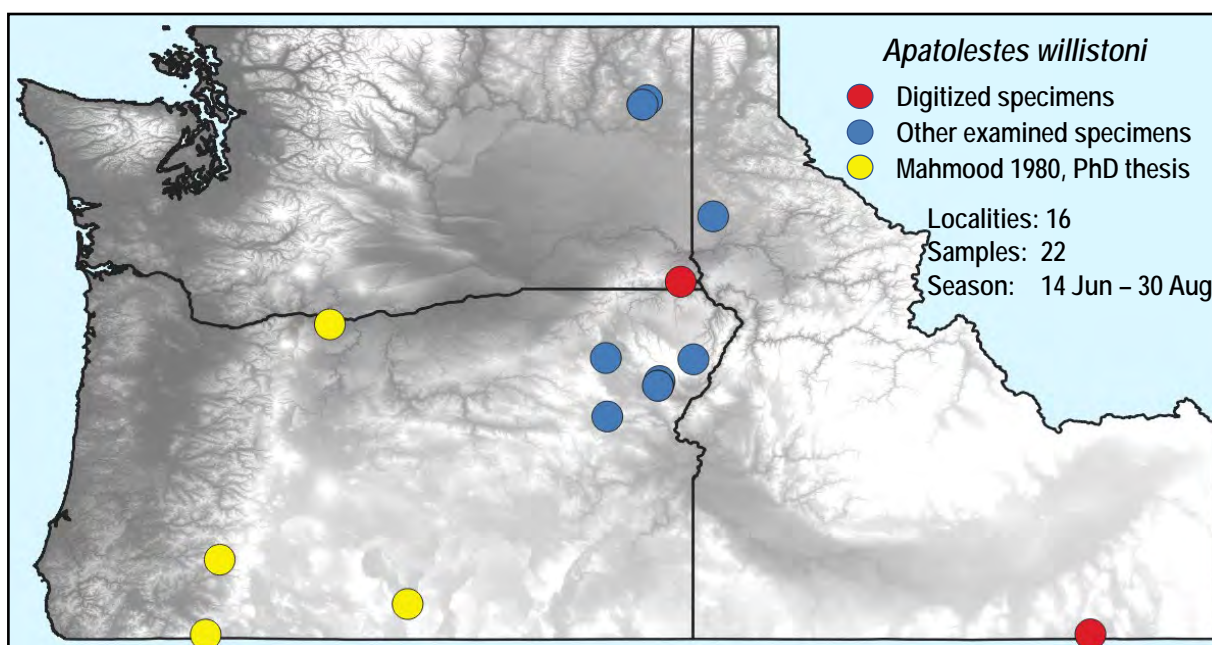 Apatolestes willistoni
Digitized specimens
Other examined specimens
Mahmood 1980, PhD thesis
Localities: 16
Samples: 22
Season: 14 Jun – 30 Aug